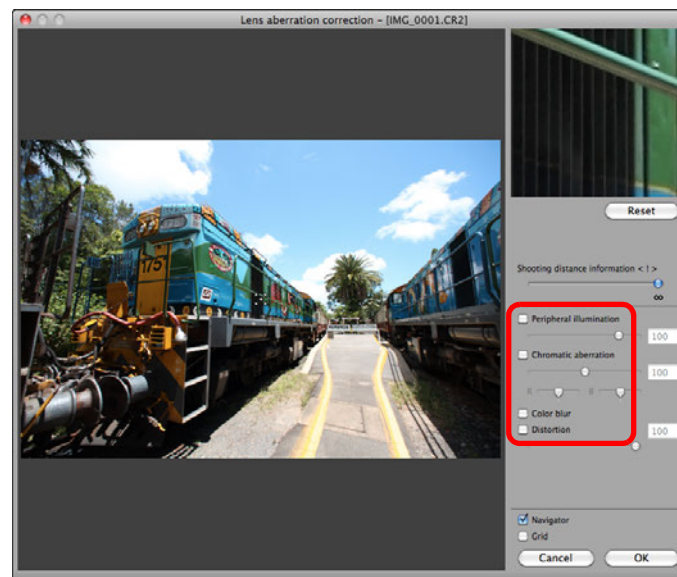 Lens aberration correction – [IMG_0001.CR2]
175
Reset
Shooting distance information < ! >
∞
Peripheral illumination
100
Chromatic aberration
100
R
B
Color blur
Distortion
100
Navigator
Grid
Cancel
OK